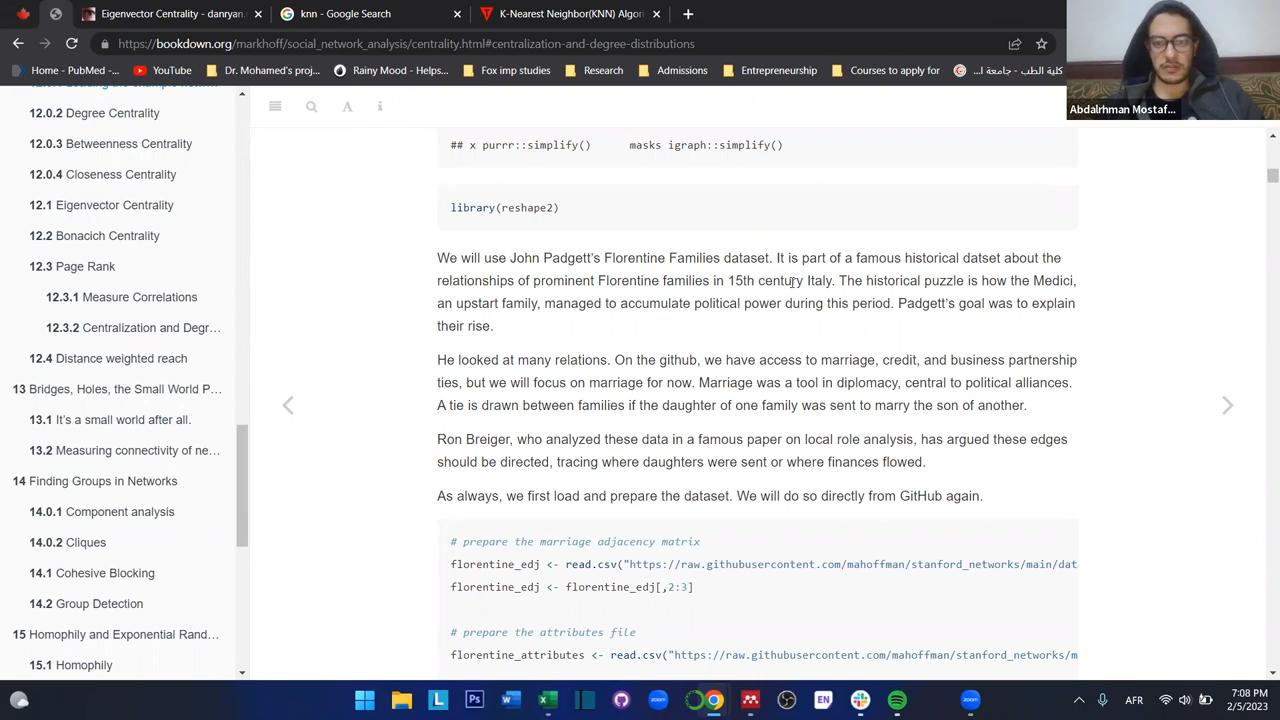 Eigenvector Centrality - danryan.c
knn - Google Search
K-Nearest Neighbor(KNN) Algori
https://bookdown.org/markhoff/social_network_analysis/centrality.html#centralization-and-degree-distributions
Home - PubMed -
YouTube
Dr. Mohamed's proj...
Rainy Mood - Helps...
Fox imp studies
Research
Admissions
Entrepreneurship
Courses to apply for
كلية الطب - جامعة ا...
Abdalrhman Mostaf...
12.0.2 Degree Centrality
12.0.3 Betweenness Centrality
12.0.4 Closeness Centrality
12.1 Eigenvector Centrality
12.2 Bonacich Centrality
12.3 Page Rank
12.3.1 Measure Correlations
12.3.2 Centralization and Degr...
12.4 Distance weighted reach
13 Bridges, Holes, the Small World P...
13.1 It's a small world after all.
13.2 Measuring connectivity of ne...
14 Finding Groups in Networks
14.0.1 Component analysis
14.0.2 Cliques
14.1 Cohesive Blocking
14.2 Group Detection
15 Homophily and Exponential Rand...
15.1 Homophily
## x purrr::simplify() masks igraph::simplify()
library(reshape2)
We will use John Padgett's Florentine Families dataset. It is part of a famous historical datset about the
relationships of prominent Florentine families in 15th century Italy. The historical puzzle is how the Medici,
an upstart family, managed to accumulate political power during this period. Padgett's goal was to explain
their rise.
He looked at many relations. On the github, we have access to marriage, credit, and business partnership
ties, but we will focus on marriage for now. Marriage was a tool in diplomacy, central to political alliances.
A tie is drawn between families if the daughter of one family was sent to marry the son of another.
Ron Breiger, who analyzed these data in a famous paper on local role analysis, has argued these edges
should be directed, tracing where daughters were sent or where finances flowed.
As always, we first load and prepare the dataset. We will do so directly from GitHub again.
# prepare the marriage adjacency matrix
florentine_edj <- read.csv("https://raw.githubusercontent.com/mahoffman/stanford_networks/main/dat
florentine_edj <- florentine_edj[,2:3]
# prepare the attributes file
florentine_attributes <- read.csv("https://raw.githubusercontent.com/mahoffman/stanford_networks/m
zoom
EN
zoom
AFR
7:08 PM
2/5/2023